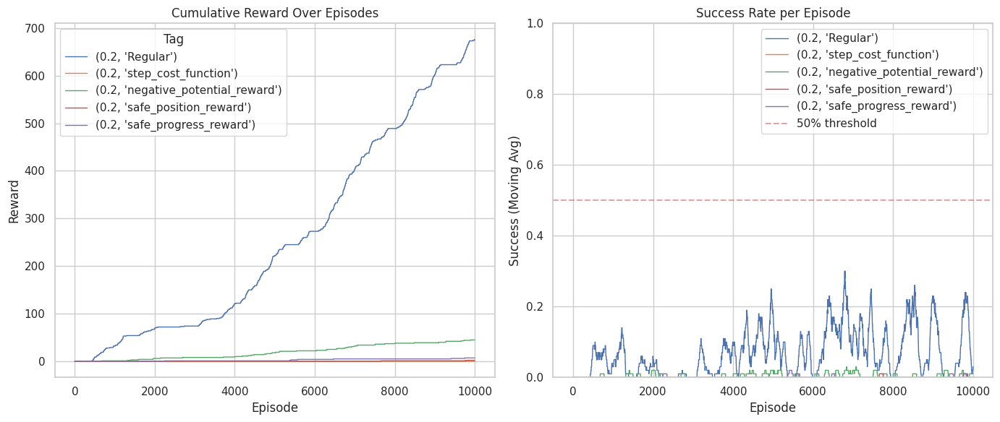 Cumulative Reward Over Episodes
Tag
(0.2, 'Regular')
(0.2, 'step_cost_function')
(0.2, 'negative_potential_reward')
(0.2, 'safe_position_reward')
(0.2, 'safe_progress_reward')
700
600
500
400
300
200
100
0
Reward
0
2000
4000
6000
8000
10000
Episode
Success Rate per Episode
(0.2, 'Regular')
(0.2, 'step_cost_function')
(0.2, 'negative_potential_reward')
(0.2, 'safe_position_reward')
(0.2, 'safe_progress_reward')
50% threshold
1.0
0.8
0.6
0.4
0.2
0.0
Success (Moving Avg)
0
2000
4000
6000
8000
10000
Episode